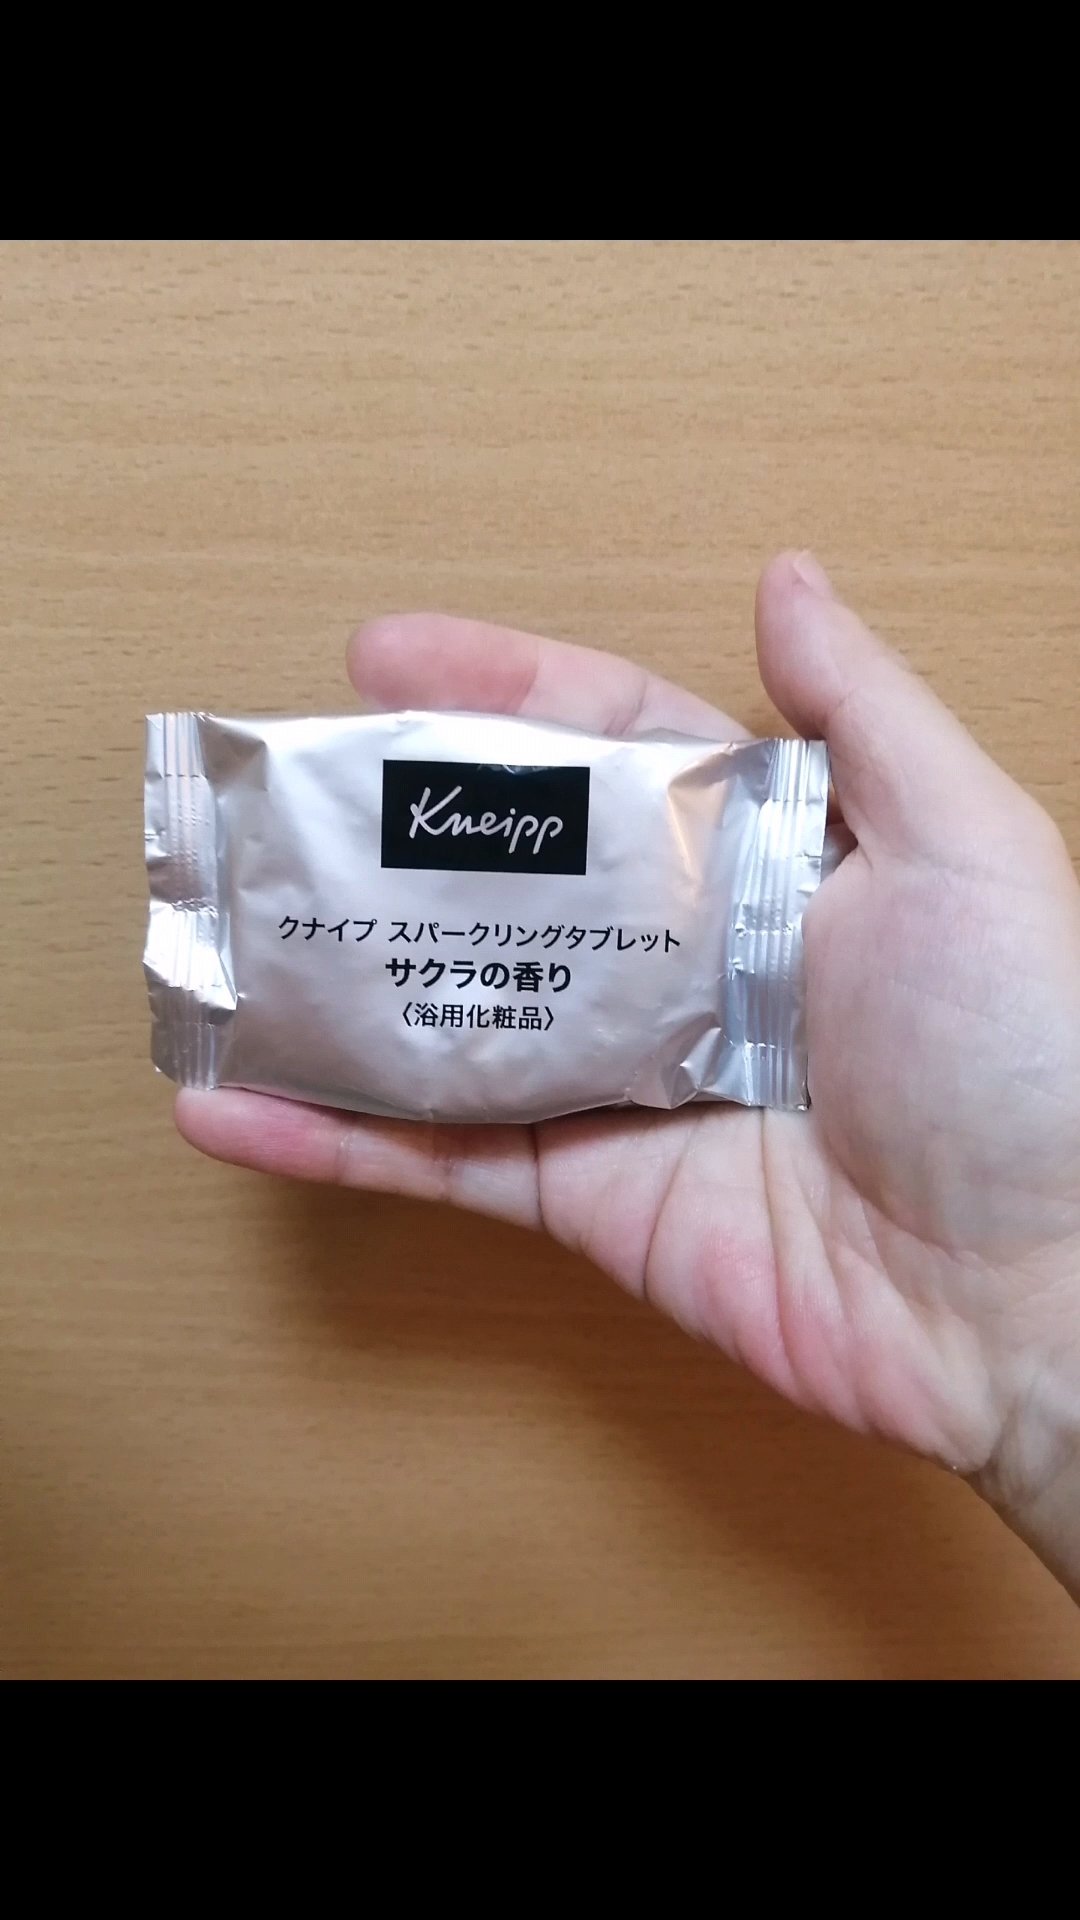 Kneipp
クナイプ スパークリングタブレット
サクラの香り
〈浴用化粧品〉